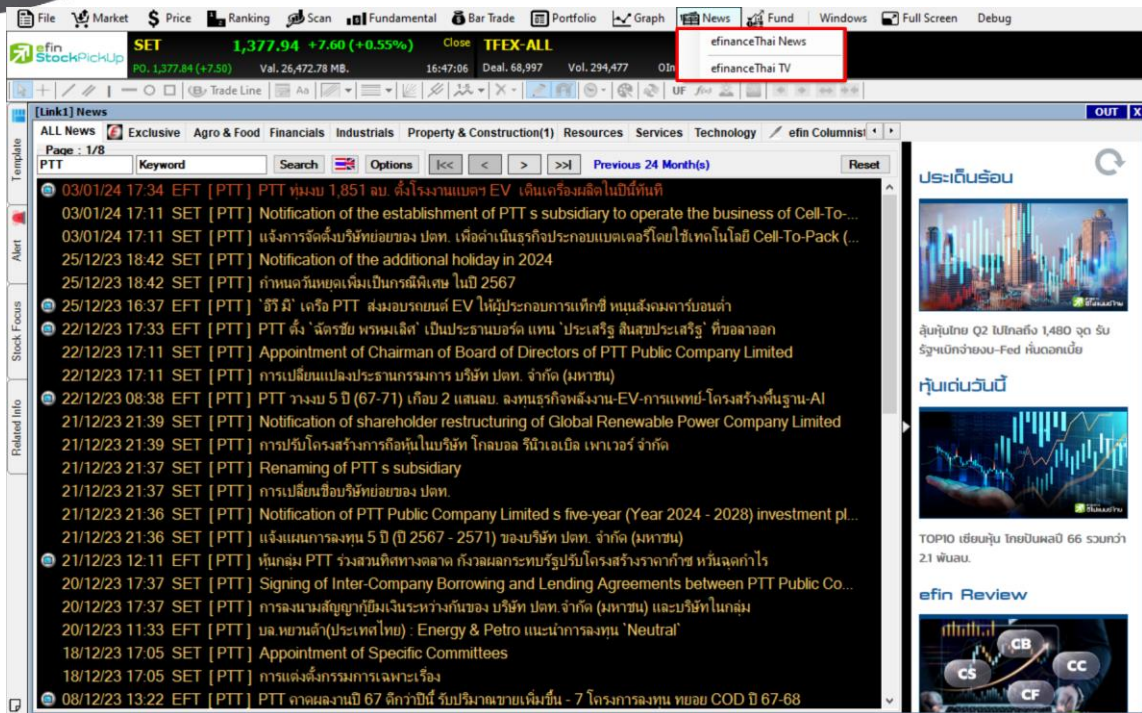 File Market $ Price Ranking Scan Fundamental Bar Trade Portfolio Graph News Fund Windows Full Screen Debug
efinanceThai News
efinanceThai TV
efin StockPickUp
SET 1,377.94 +7.60 (+0.55%) Close TFEX-ALL
PO. 1,377.84 (+7.50) Val. 26,472.78 MB. 16:47:06 Deal. 68,997 Vol. 294,477
Trade Line Aa UF
[Link1] News OUT X
ALL News Exclusive Agro & Food Financials Industrials Property & Construction(1) Resources Services Technology efin Columnist
Page : 1/8
PTT Keyword Search Options |<< < > >>| Previous 24 Month(s) Reset
Template
Alert
Stock Focus
Related Info
03/01/24 17:34 EFT [PTT] PTT ทุ่มงบ 1,851 ลบ. ตั้งโรงงานแบตฯ EV เดินเครื่องผลิตในปีนี้ทันที
03/01/24 17:11 SET [PTT] Notification of the establishment of PTT s subsidiary to operate the business of Cell-To-...
03/01/24 17:11 SET [PTT] แจ้งการจัดตั้งบริษัทย่อยของ ปตท. เพื่อดำเนินธุรกิจประกอบแบตเตอรี่โดยใช้เทคโนโลยี Cell-To-Pack (...
25/12/23 18:42 SET [PTT] Notification of the additional holiday in 2024
25/12/23 18:42 SET [PTT] กำหนดวันหยุดเพิ่มเป็นกรณีพิเศษ ในปี 2567
25/12/23 16:37 EFT [PTT] `อีวี มี` เครือ PTT ส่งมอบรถยนต์ EV ให้ผู้ประกอบการแท็กซี่ หนุนสังคมคาร์บอนต่ำ
22/12/23 17:33 EFT [PTT] PTT ตั้ง `ฉัตรชัย พรหมเลิศ` เป็นประธานบอร์ด แทน `ประเสริฐ สินสุขประเสริฐ` ที่ขอลาออก
22/12/23 17:11 SET [PTT] Appointment of Chairman of Board of Directors of PTT Public Company Limited
22/12/23 17:11 SET [PTT] การเปลี่ยนแปลงประธานกรรมการ บริษัท ปตท. จำกัด (มหาชน)
22/12/23 08:38 EFT [PTT] PTT วางงบ 5 ปี (67-71) เกือบ 2 แสนลบ. ลงทุนธุรกิจพลังงาน-EV-การแพทย์-โครงสร้างพื้นฐาน-AI
21/12/23 21:39 SET [PTT] Notification of shareholder restructuring of Global Renewable Power Company Limited
21/12/23 21:39 SET [PTT] การปรับโครงสร้างการถือหุ้นในบริษัท โกลบอล รีนิวเอเบิล เพาเวอร์ จำกัด
21/12/23 21:37 SET [PTT] Renaming of PTT s subsidiary
21/12/23 21:37 SET [PTT] การเปลี่ยนชื่อบริษัทย่อยของ ปตท.
21/12/23 21:36 SET [PTT] Notification of PTT Public Company Limited s five-year (Year 2024 - 2028) investment pl...
21/12/23 21:36 SET [PTT] แจ้งแผนการลงทุน 5 ปี (ปี 2567 - 2571) ของบริษัท ปตท. จำกัด (มหาชน)
21/12/23 12:11 EFT [PTT] หุ้นกลุ่ม PTT ร่วงสวนทิศทางตลาด กังวลผลกระทบรัฐปรับโครงสร้างราคาก๊าซ หวั่นฉุดกำไร
20/12/23 17:37 SET [PTT] Signing of Inter-Company Borrowing and Lending Agreements between PTT Public Co...
20/12/23 17:37 SET [PTT] การลงนามสัญญากู้ยืมเงินระหว่างกันของ บริษัท ปตท.จำกัด (มหาชน) และบริษัทในกลุ่ม
20/12/23 11:33 EFT [PTT] บล.หยวนต้า(ประเทศไทย) : Energy & Petro แนะนำการลงทุน `Neutral`
18/12/23 17:05 SET [PTT] Appointment of Specific Committees
18/12/23 17:05 SET [PTT] การแต่งตั้งกรรมการเฉพาะเรื่อง
08/12/23 13:22 EFT [PTT] PTT คาดผลงานปี 67 ดีกว่าปีนี้ รับปริมาณขายเพิ่มขึ้น - 7 โครงการลงทุน ทยอย COD ปี 67-68
ประเด็นร้อน
ลุ้นหุ้นไทย Q2 ไปไกลถึง 1,480 จุด รับ
รัฐฯเบิกจ่ายงบ-Fed หั่นดอกเบี้ย
หุ้นเด่นวันนี้
TOP10 เซียนหุ้น ไทยปันผลปี 66 รวมกว่า
2.1 พันลบ.
efin Review
CB
CS
CC
CF